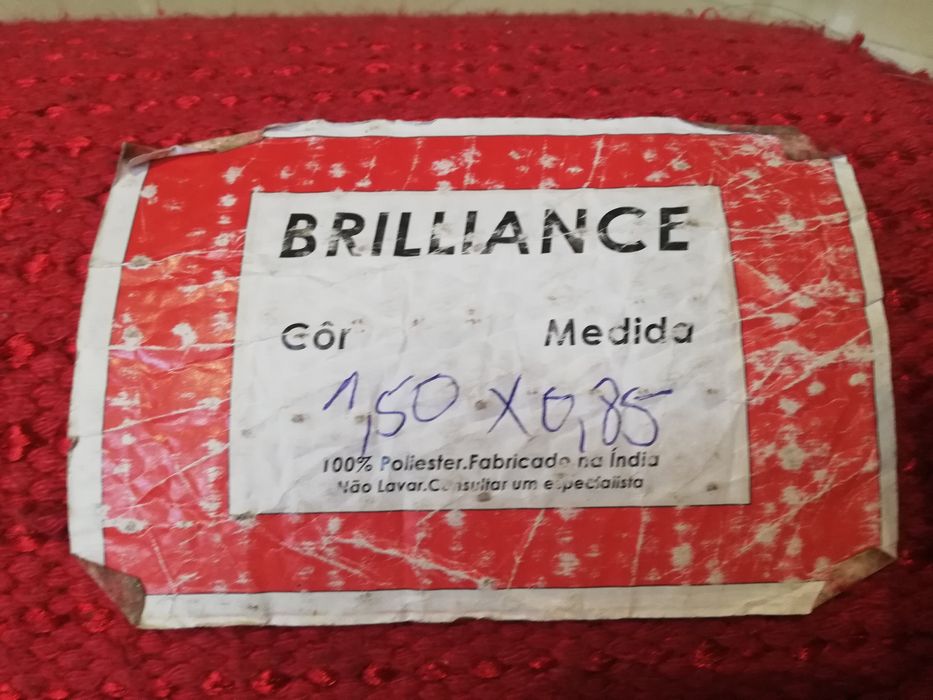 BRILLIANCE
Côr Medida
1,50 X 0,85
100% Poliester.Fabricado na Índia
Não Lavar.Consultar um especialista